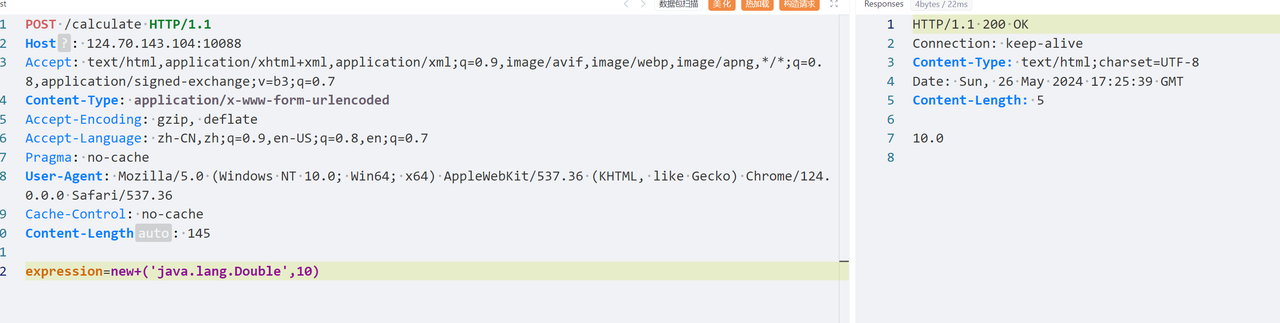 st
数据包扫描 美化 热加载 构造请求
1 POST /calculate HTTP/1.1
2 Host ? : 124.70.143.104:10088
3 Accept: text/html,application/xhtml+xml,application/xml;q=0.9,image/avif,image/webp,image/apng,*/*;q=0.
8,application/signed-exchange;v=b3;q=0.7
4 Content-Type: application/x-www-form-urlencoded
5 Accept-Encoding: gzip, deflate
6 Accept-Language: zh-CN,zh;q=0.9,en-US;q=0.8,en;q=0.7
7 Pragma: no-cache
8 User-Agent: Mozilla/5.0 (Windows NT 10.0; Win64; x64) AppleWebKit/537.36 (KHTML, like Gecko) Chrome/124.
0.0.0 Safari/537.36
9 Cache-Control: no-cache
0 Content-Length auto : 145
1
2 expression=new+('java.lang.Double',10)
Responses 4bytes / 22ms
1 HTTP/1.1 200 OK
2 Connection: keep-alive
3 Content-Type: text/html;charset=UTF-8
4 Date: Sun, 26 May 2024 17:25:39 GMT
5 Content-Length: 5
6
7 10.0
8